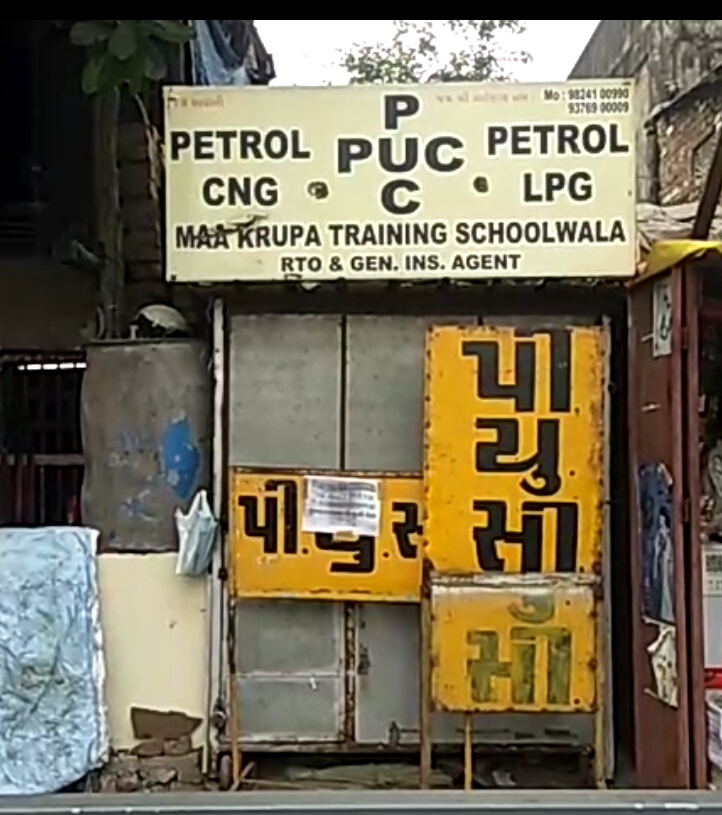 Mo : 98241 00990
93769 00009
P
PETROL PUC PETROL
CNG C LPG
MAA KRUPA TRAINING SCHOOLWALA
RTO & GEN. INS. AGENT
પી.
યુ.
સી.
પી.યુ.સ
સી